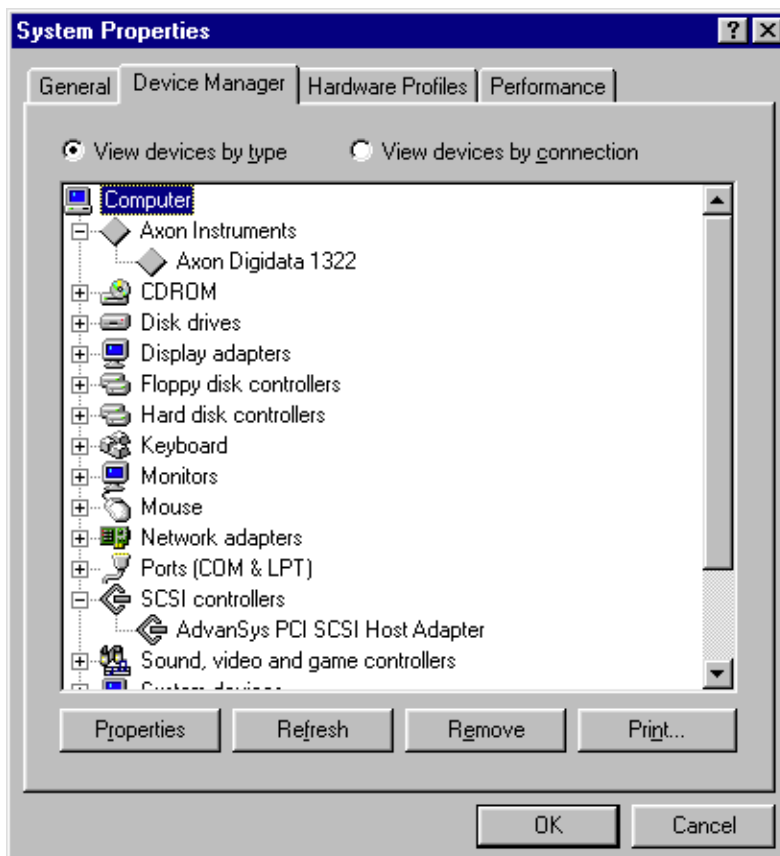 System Properties
General Device Manager Hardware Profiles Performance
View devices by type View devices by connection
Computer
Axon Instruments
Axon Digidata 1322
CDROM
Disk drives
Display adapters
Floppy disk controllers
Hard disk controllers
Keyboard
Monitors
Mouse
Network adapters
Ports (COM & LPT)
SCSI controllers
AdvanSys PCI SCSI Host Adapter
Sound, video and game controllers
System devices
Properties Refresh Remove Print...
OK Cancel